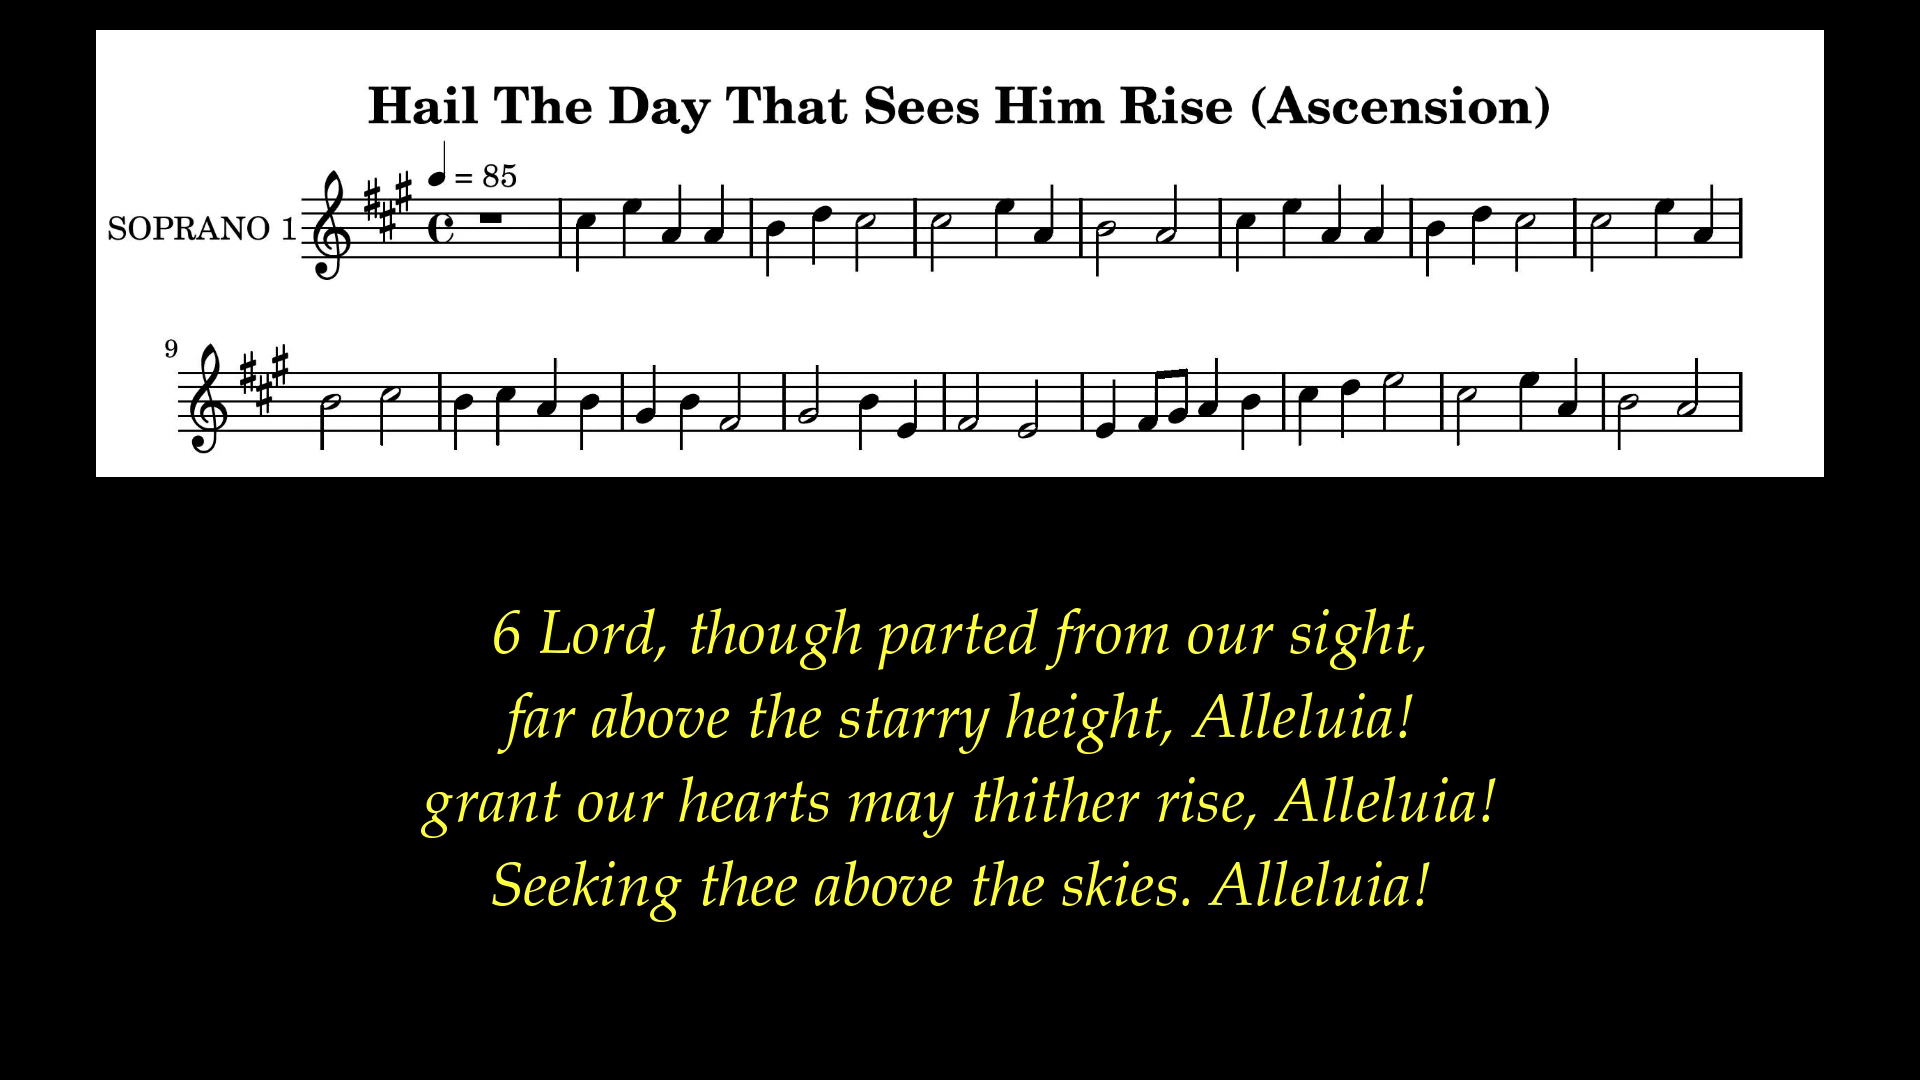 Hail The Day That Sees Him Rise (Ascension)
= 85
SOPRANO 1
9
6 Lord, though parted from our sight,
far above the starry height, Alleluia!
grant our hearts may thither rise, Alleluia!
Seeking thee above the skies. Alleluia!